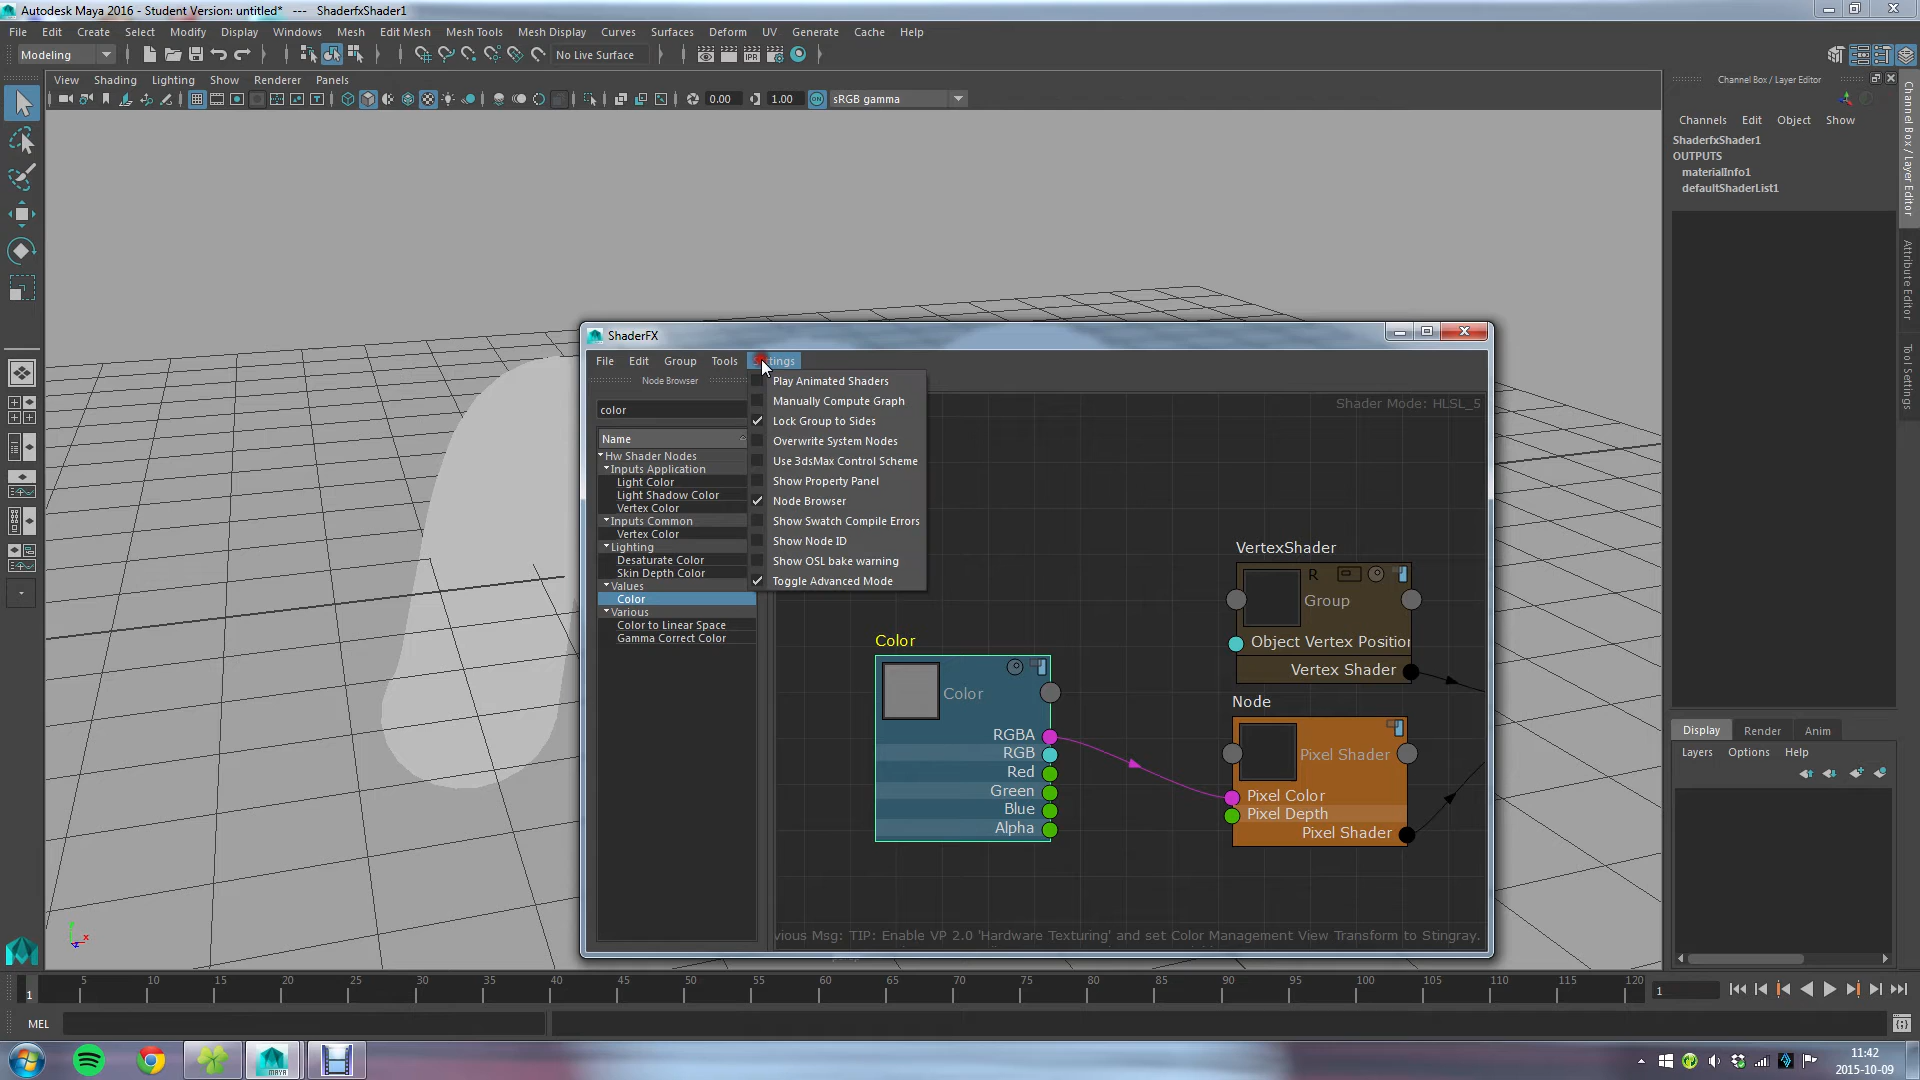 Autodesk Maya 2016 - Student Version: untitled*   ---   ShaderfxShader1
File Edit Create Select Modify Display Windows Mesh Edit Mesh Mesh Tools Mesh Display Curves Surfaces Deform UV Generate Cache Help
Modeling No Live Surface
View Shading Lighting Show Renderer Panels
0.00 1.00 sRGB gamma
Channel Box / Layer Editor
Channels Edit Object Show
ShaderfxShader1
OUTPUTS
materialInfo1
defaultShaderList1
Channel Box / Layer Editor
Attribute Editor
Tool Settings
ShaderFX
File Edit Group Tools
Node Browser
color
Name
Hw Shader Nodes
Inputs Application
Light Color
Light Shadow Color
Vertex Color
Inputs Common
Vertex Color
Lighting
Desaturate Color
Skin Depth Color
Values
Color
Various
Color to Linear Space
Gamma Correct Color
Play Animated Shaders
Manually Compute Graph
Lock Group to Sides
Overwrite System Nodes
Use 3dsMax Control Scheme
Show Property Panel
Node Browser
Show Swatch Compile Errors
Show Node ID
Show OSL bake warning
Toggle Advanced Mode
Shader Mode: HLSL_5
VertexShader
R
Group
Object Vertex Position
Vertex Shader
Color
Color
RGBA
RGB
Red
Green
Blue
Alpha
Node
Pixel Shader
Pixel Color
Pixel Depth
Pixel Shader
vious Msg: TIP: Enable VP 2.0 'Hardware Texturing' and set Color Management View Transform to Stingray.
Display Render Anim
Layers Options Help
1 5 10 15 20 25 30 35 40 45 50 55 60 65 70 75 80 85 90 95 100 105 110 115 120 1
MEL
MAYA
11:42
2015-10-09